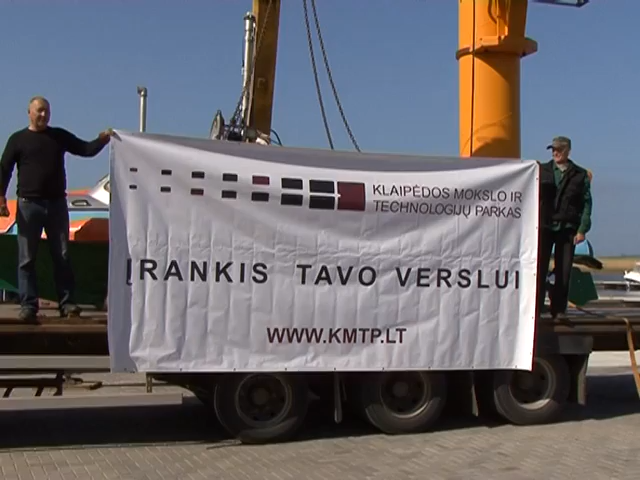 KLAIPĖDOS MOKSLO IR
TECHNOLOGIJŲ PARKAS
ĮRANKIS TAVO VERSLUI
WWW.KMTP.LT